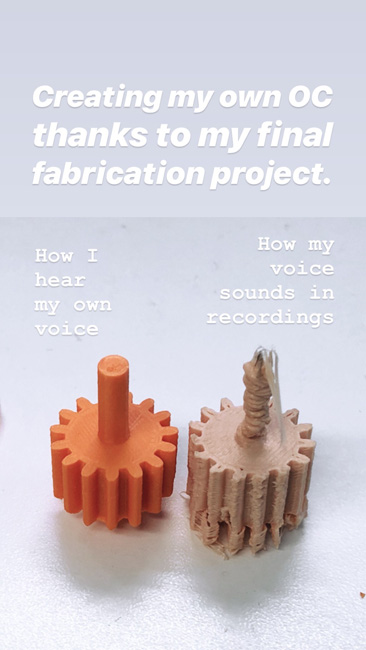 Creating my own OC
thanks to my final
fabrication project.
How I
hear
my own
voice
How my
voice
sounds in
recordings